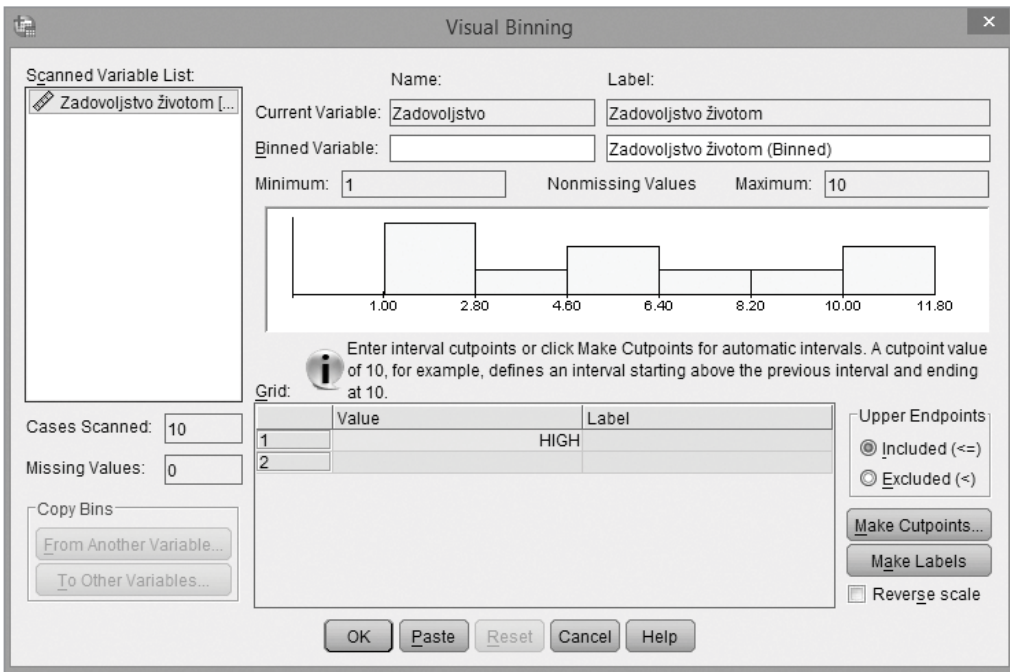 Visual Binning
Scanned Variable List:
Zadovoljstvo životom [...
Name:
Label:
Current Variable:
Zadovoljstvo
Zadovoljstvo životom
Binned Variable:
Zadovoljstvo životom (Binned)
Minimum:
1
Nonmissing Values
Maximum:
10
1.00 2.80 4.60 6.40 8.20 10.00 11.80
Enter interval cutpoints or click Make Cutpoints for automatic intervals. A cutpoint value
of 10, for example, defines an interval starting above the previous interval and ending
at 10.
Grid:
Value
Label
1
HIGH
2
Cases Scanned:
10
Missing Values:
0
Copy Bins
From Another Variable...
To Other Variables...
Upper Endpoints
Included (<=)
Excluded (<)
Make Cutpoints...
Make Labels
Reverse scale
OK
Paste
Reset
Cancel
Help